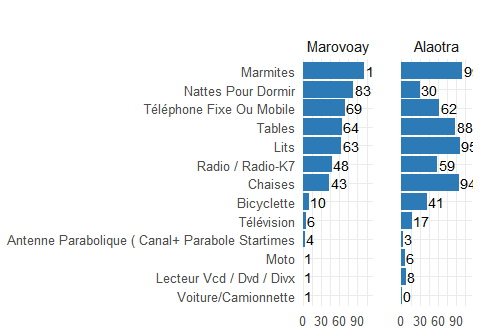 Marovoay Alaotra
Marmites 1 99
Nattes Pour Dormir 83 30
Téléphone Fixe Ou Mobile 69 62
Tables 64 88
Lits 63 95
Radio / Radio-K7 48 59
Chaises 43 94
Bicyclette 10 41
Télévision 6 17
Antenne Parabolique ( Canal+ Parabole Startimes 4 3
Moto 1 6
Lecteur Vcd / Dvd / Divx 1 8
Voiture/Camionnette 1 0
0 30 60 90 0 30 60 90